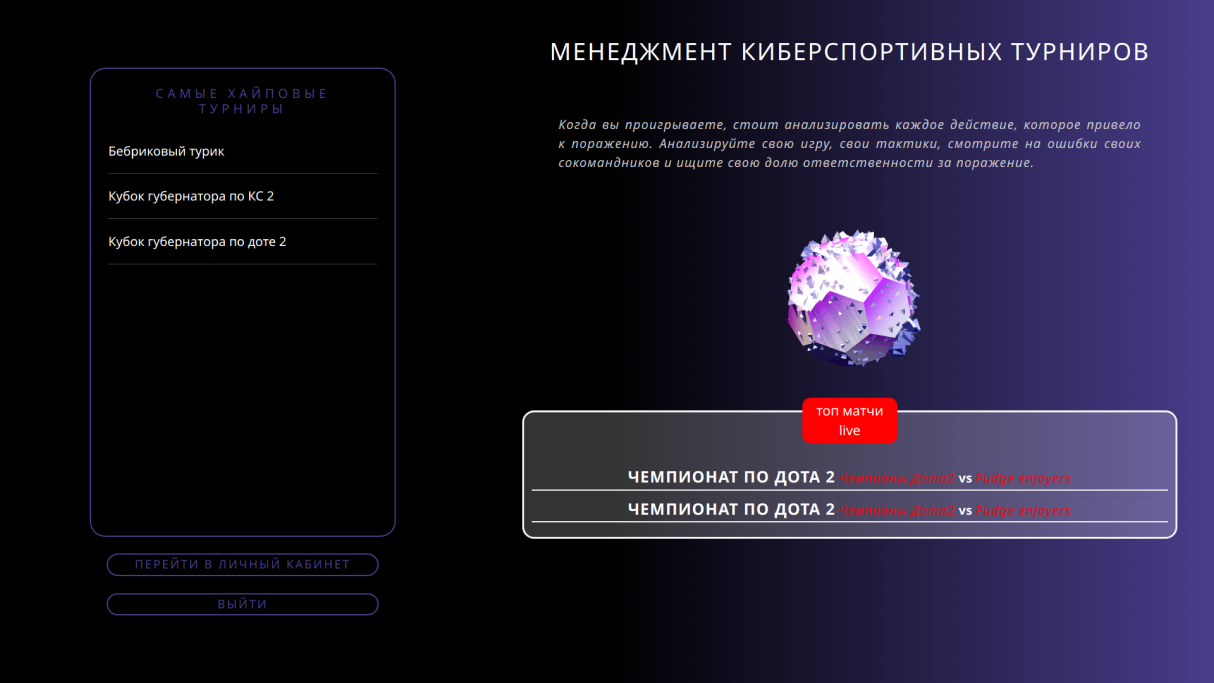 МЕНЕДЖМЕНТ КИБЕРСПОРТИВНЫХ ТУРНИРОВ
САМЫЕ ХАЙПОВЫЕ
ТУРНИРЫ
Бебриковый турик
Кубок губернатора по КС 2
Кубок губернатора по доте 2
ПЕРЕЙТИ В ЛИЧНЫЙ КАБИНЕТ
ВЫЙТИ
Когда вы проигрываете, стоит анализировать каждое действие, которое привело
к поражению. Анализируйте свою игру, свои тактики, смотрите на ошибки своих
сокомандников и ищите свою долю ответственности за поражение.
топ матчи
live
ЧЕМПИОНАТ ПО ДОТА 2 Чемпионы Дота2 vs Pudge enjoyers
ЧЕМПИОНАТ ПО ДОТА 2 Чемпионы Дота2 vs Pudge enjoyers